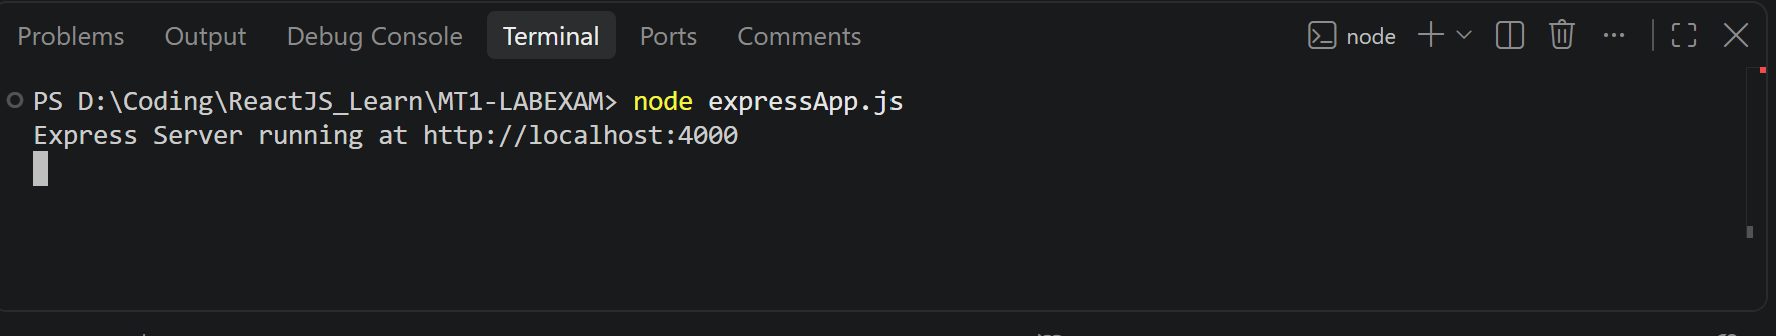 Problems Output Debug Console Terminal Ports Comments node
PS D:\Coding\ReactJS_Learn\MT1-LABEXAM> node expressApp.js
Express Server running at http://localhost:4000